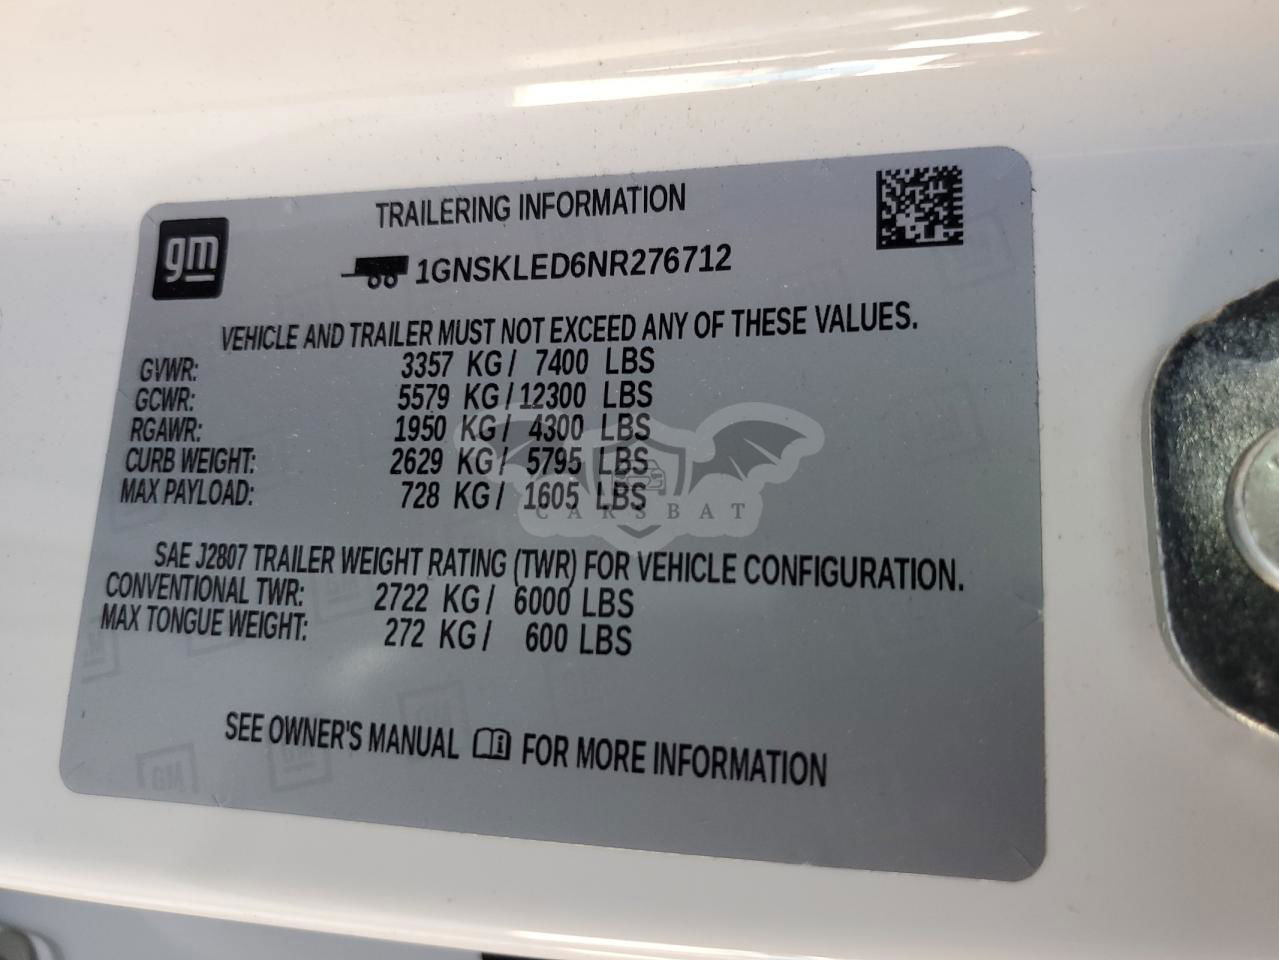 gm
TRAILERING INFORMATION
1GNSKLED6NR276712
VEHICLE AND TRAILER MUST NOT EXCEED ANY OF THESE VALUES.
GVWR: 3357 KG/ 7400 LBS
GCWR: 5579 KG/12300 LBS
RGAWR: 1950 KG/ 4300 LBS
CURB WEIGHT: 2629 KG/ 5795 LBS
MAX PAYLOAD: 728 KG/ 1605 LBS
CARSBAT
SAE J2807 TRAILER WEIGHT RATING (TWR) FOR VEHICLE CONFIGURATION.
CONVENTIONAL TWR: 2722 KG/ 6000 LBS
MAX TONGUE WEIGHT: 272 KG/ 600 LBS
SEE OWNER'S MANUAL FOR MORE INFORMATION
GM